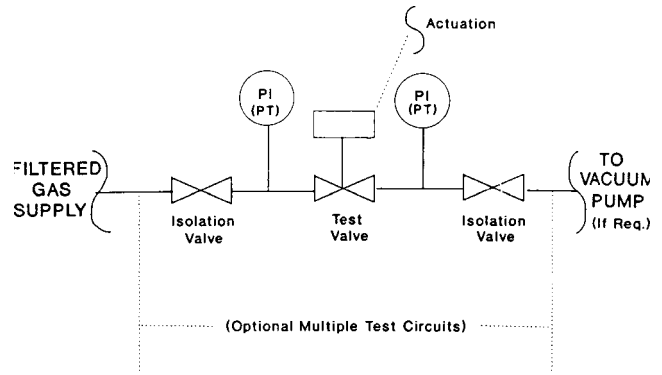 Actuation
PI
(PT)
PI
(PT)
FILTERED
GAS
SUPPLY
TO
VACUUM
PUMP
(If Req.)
Isolation
Valve
Test
Valve
Isolation
Valve
(Optional Multiple Test Circuits)